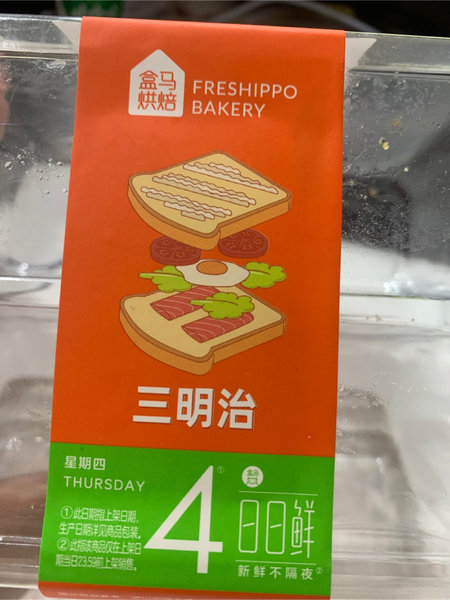 盒马
烘焙
FRESHIPPO
BAKERY
三明治
星期四
THURSDAY
4①
①此日期指上架日期,
生产日期详见商品包装。
②此指该商品仅在上架日
期当日23:59前上架销售。
盒马
日日鲜
新鲜不隔夜②